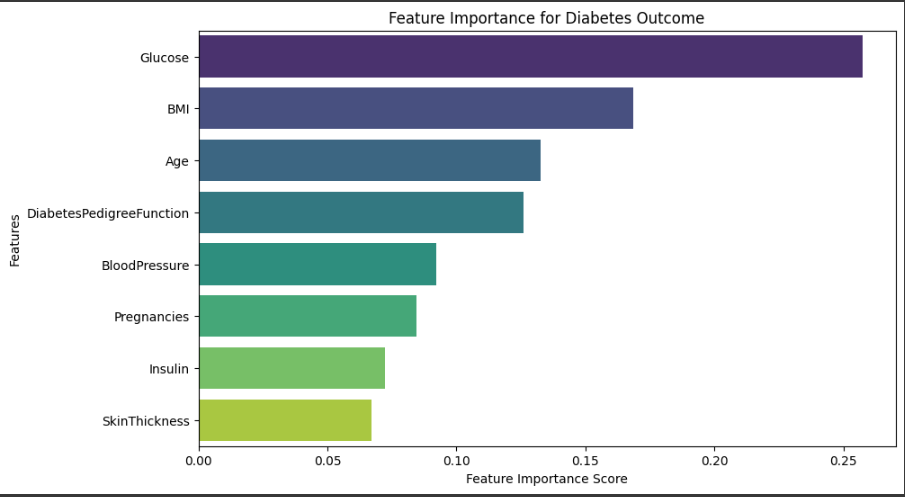 Feature Importance for Diabetes Outcome
Features
Glucose
BMI
Age
DiabetesPedigreeFunction
BloodPressure
Pregnancies
Insulin
SkinThickness
0.00 0.05 0.10 0.15 0.20 0.25
Feature Importance Score